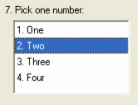 7. Pick one number.
1. One
2. Two
3. Three
4. Four